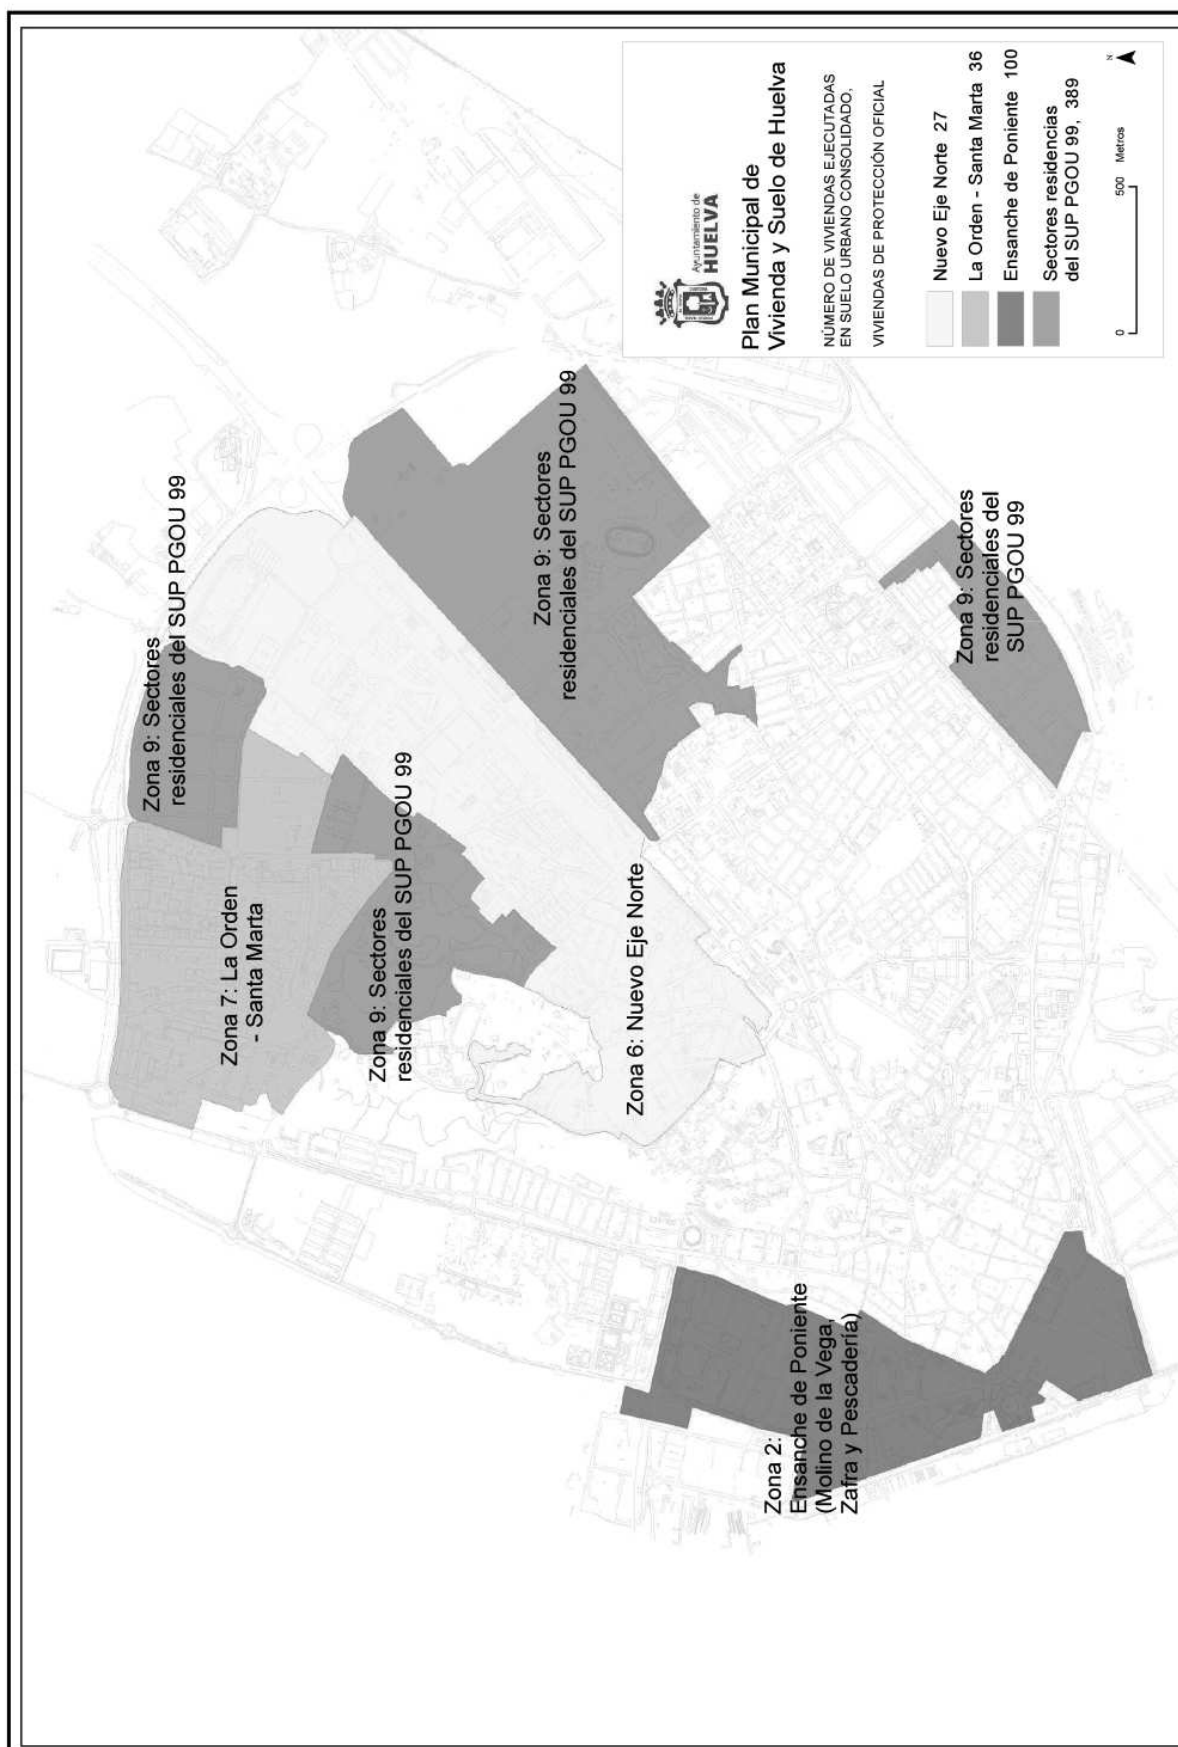 Ayuntamiento de
HUELVA
Plan Municipal de
Vivienda y Suelo de Huelva
NÚMERO DE VIVIENDAS EJECUTADAS
EN SUELO URBANO CONSOLIDADO,
VIVIENDAS DE PROTECCIÓN OFICIAL
Nuevo Eje Norte 27
La Orden - Santa Marta 36
Ensanche de Poniente 100
Sectores residencias
del SUP PGOU 99, 389
0 500 Metros
N
Zona 9: Sectores
residenciales del SUP PGOU 99
Zona 7: La Orden
- Santa Marta
Zona 9: Sectores
residenciales del SUP PGOU 99
Zona 9: Sectores
residenciales del SUP PGOU 99
Zona 6: Nuevo Eje Norte
Zona 9: Sectores
residenciales del
SUP PGOU 99
Zona 2:
Ensanche de Poniente
(Molino de la Vega,
Zafra y Pescadería)